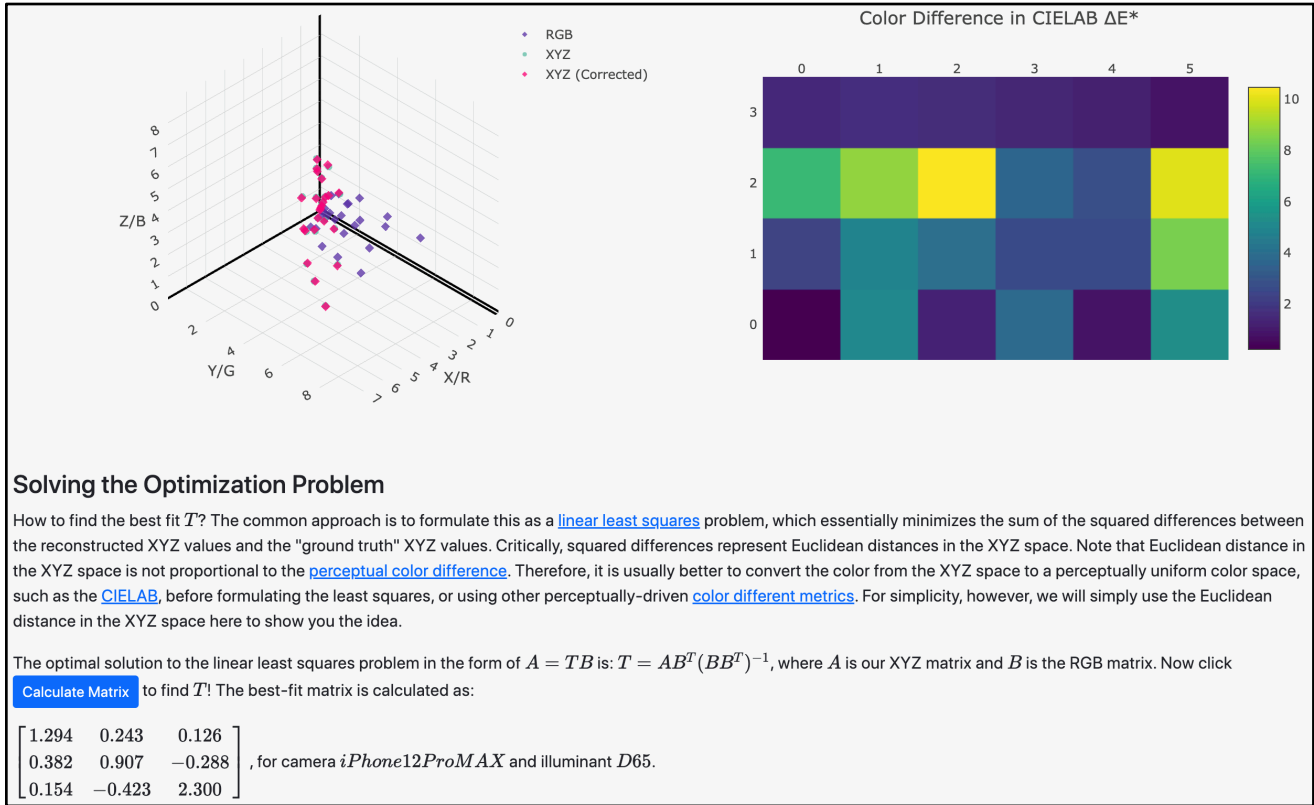 RGB
XYZ
XYZ (Corrected)
8
7
6
5
4
3
2
1
0
Z/B
2
4
6
8
Y/G
7
6
5
4
3
2
1
0
X/R
Color Difference in CIELAB ΔE*
0 1 2 3 4 5
3
2
1
0
10
8
6
4
2
Solving the Optimization Problem
How to find the best fit T? The common approach is to formulate this as a linear least squares problem, which essentially minimizes the sum of the squared differences between
the reconstructed XYZ values and the "ground truth" XYZ values. Critically, squared differences represent Euclidean distances in the XYZ space. Note that Euclidean distance in
the XYZ space is not proportional to the perceptual color difference. Therefore, it is usually better to convert the color from the XYZ space to a perceptually uniform color space,
such as the CIELAB, before formulating the least squares, or using other perceptually-driven color different metrics. For simplicity, however, we will simply use the Euclidean
distance in the XYZ space here to show you the idea.
The optimal solution to the linear least squares problem in the form of A = TB is: T = AB^T(BB^T)^−1, where A is our XYZ matrix and B is the RGB matrix. Now click
Calculate Matrix to find T! The best-fit matrix is calculated as:
1.294 0.243 0.126
0.382 0.907 −0.288 , for camera iPhone12ProMAX and illuminant D65.
0.154 −0.423 2.300